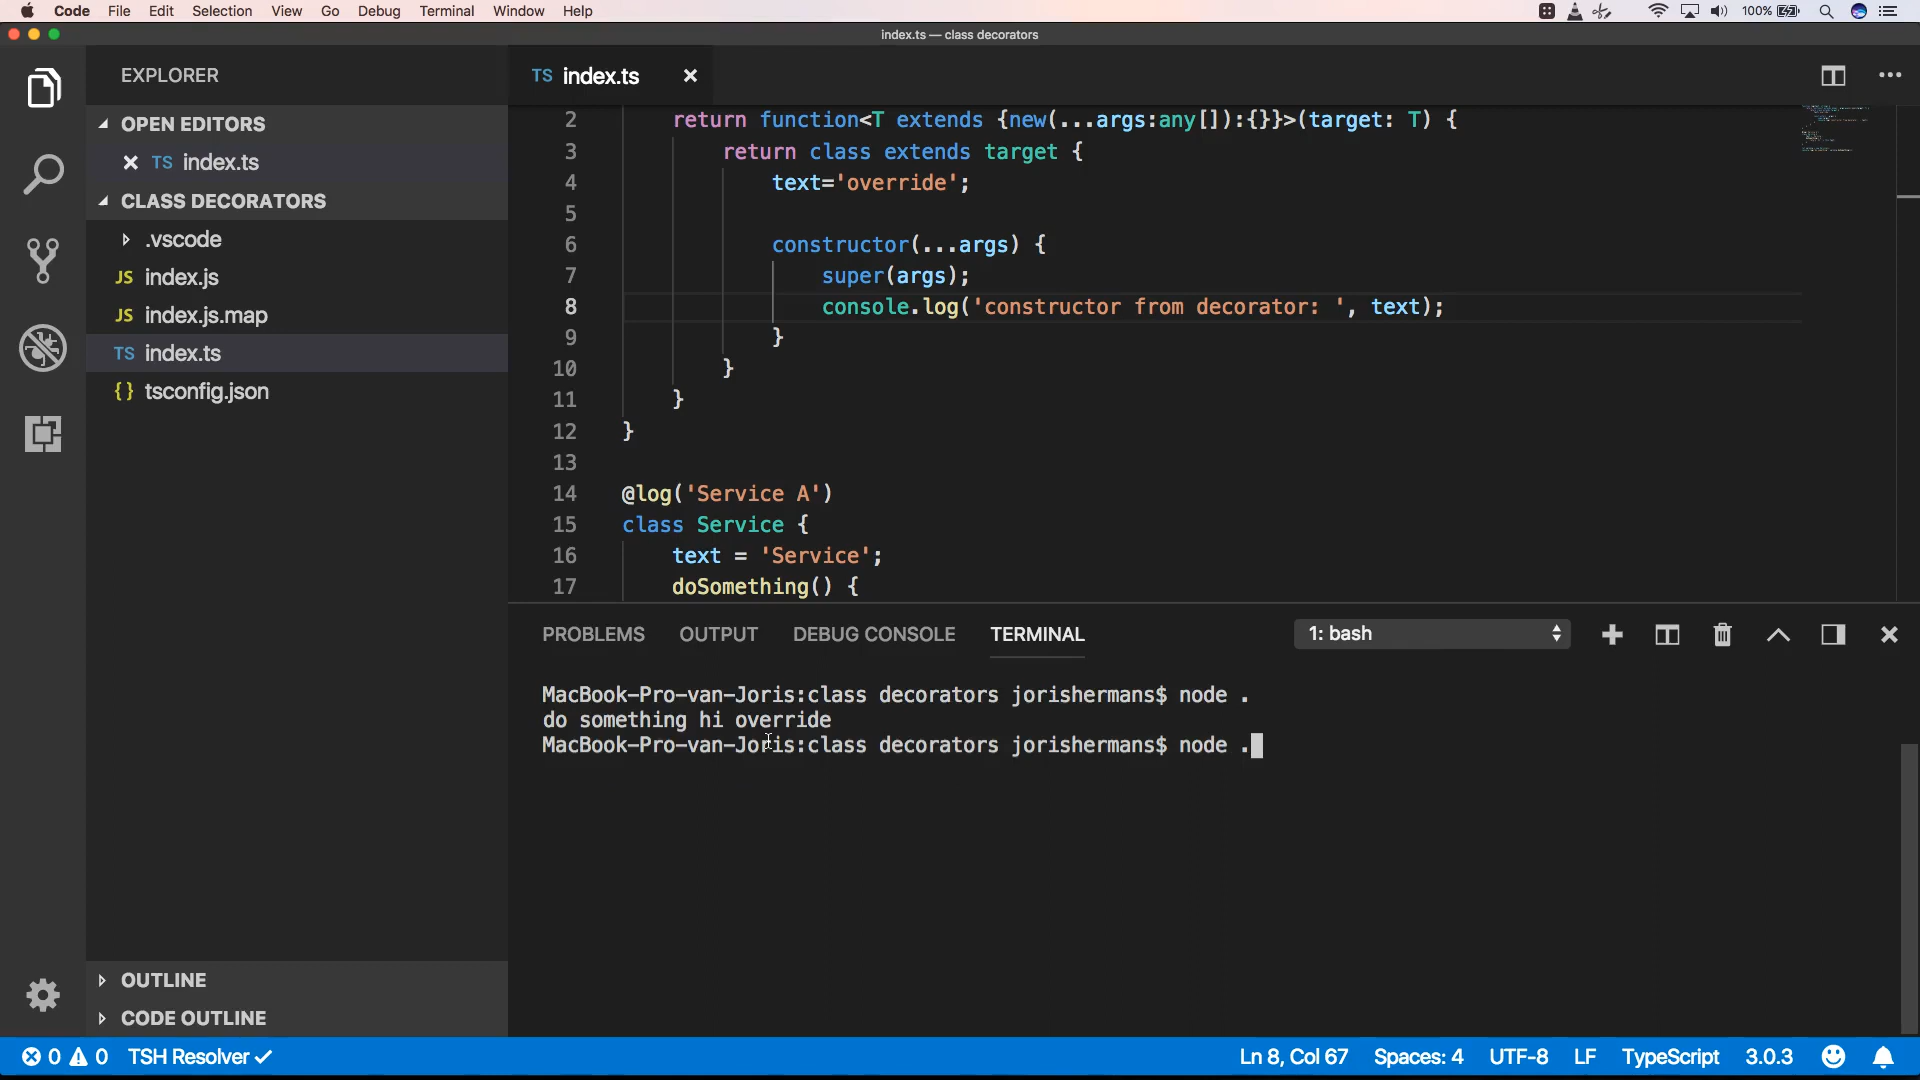 Code File Edit Selection View Go Debug Terminal Window Help 100%
index.ts — class decorators
EXPLORER
OPEN EDITORS
TS index.ts
CLASS DECORATORS
.vscode
JS index.js
JS index.js.map
TS index.ts
{} tsconfig.json
OUTLINE
CODE OUTLINE
TS index.ts
2 return function<T extends {new(...args:any[]):{}}>(target: T) {
3 return class extends target {
4 text='override';
5
6 constructor(...args) {
7 super(args);
8 console.log('constructor from decorator: ', text);
9 }
10 }
11 }
12 }
13
14 @log('Service A')
15 class Service {
16 text = 'Service';
17 doSomething() {
PROBLEMS OUTPUT DEBUG CONSOLE TERMINAL 1: bash
MacBook-Pro-van-Joris:class decorators jorishermans$ node .
do something hi override
MacBook-Pro-van-Joris:class decorators jorishermans$ node .
0 0 TSH Resolver Ln 8, Col 67 Spaces: 4 UTF-8 LF TypeScript 3.0.3